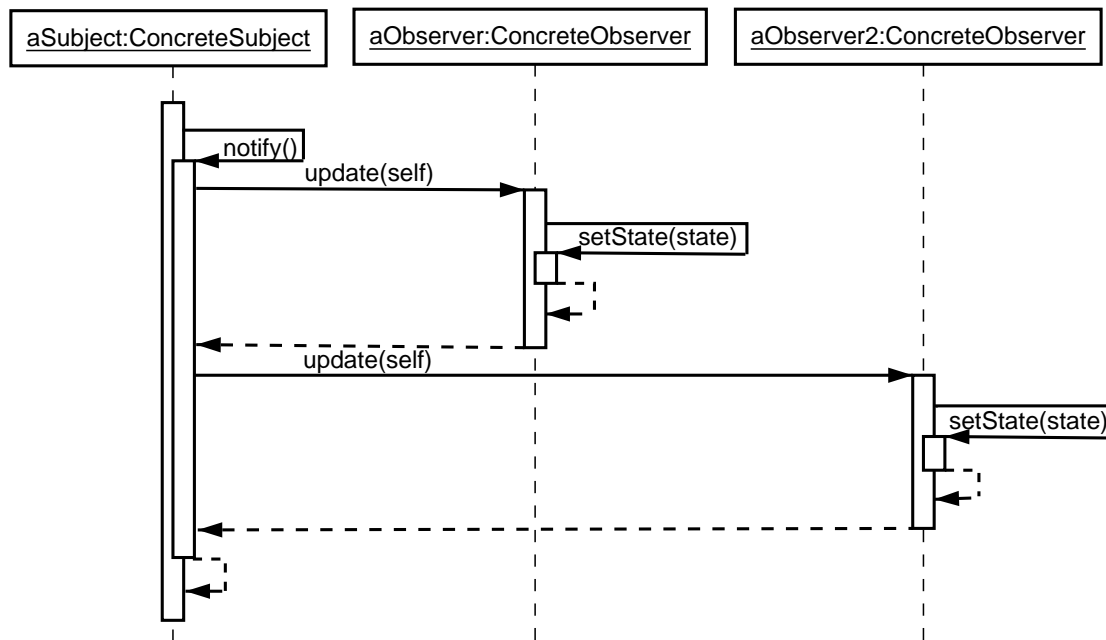 aSubject:ConcreteSubject
aObserver:ConcreteObserver
aObserver2:ConcreteObserver
notify()
update(self)
setState(state)
update(self)
setState(state)